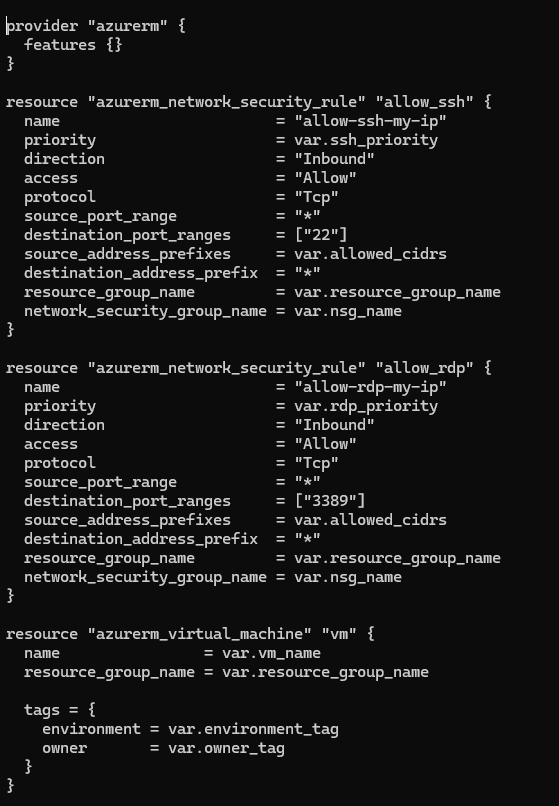 provider "azurerm" {
  features {}
}

resource "azurerm_network_security_rule" "allow_ssh" {
  name                        = "allow-ssh-my-ip"
  priority                    = var.ssh_priority
  direction                   = "Inbound"
  access                      = "Allow"
  protocol                    = "Tcp"
  source_port_range           = "*"
  destination_port_ranges     = ["22"]
  source_address_prefixes     = var.allowed_cidrs
  destination_address_prefix  = "*"
  resource_group_name         = var.resource_group_name
  network_security_group_name = var.nsg_name
}

resource "azurerm_network_security_rule" "allow_rdp" {
  name                        = "allow-rdp-my-ip"
  priority                    = var.rdp_priority
  direction                   = "Inbound"
  access                      = "Allow"
  protocol                    = "Tcp"
  source_port_range           = "*"
  destination_port_ranges     = ["3389"]
  source_address_prefixes     = var.allowed_cidrs
  destination_address_prefix  = "*"
  resource_group_name         = var.resource_group_name
  network_security_group_name = var.nsg_name
}

resource "azurerm_virtual_machine" "vm" {
  name                = var.vm_name
  resource_group_name = var.resource_group_name

  tags = {
    environment = var.environment_tag
    owner       = var.owner_tag
  }
}